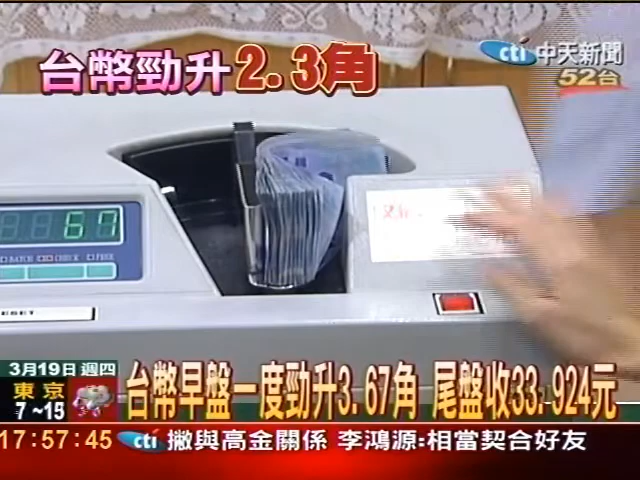 台幣勁升2.3角
cti 中天新聞
52台
67
3月19日 週四
東京
7~15
台幣早盤一度勁升3.67角 尾盤收33.924元
17:57:45
cti 撇與高金關係 李鴻源:相當契合好友